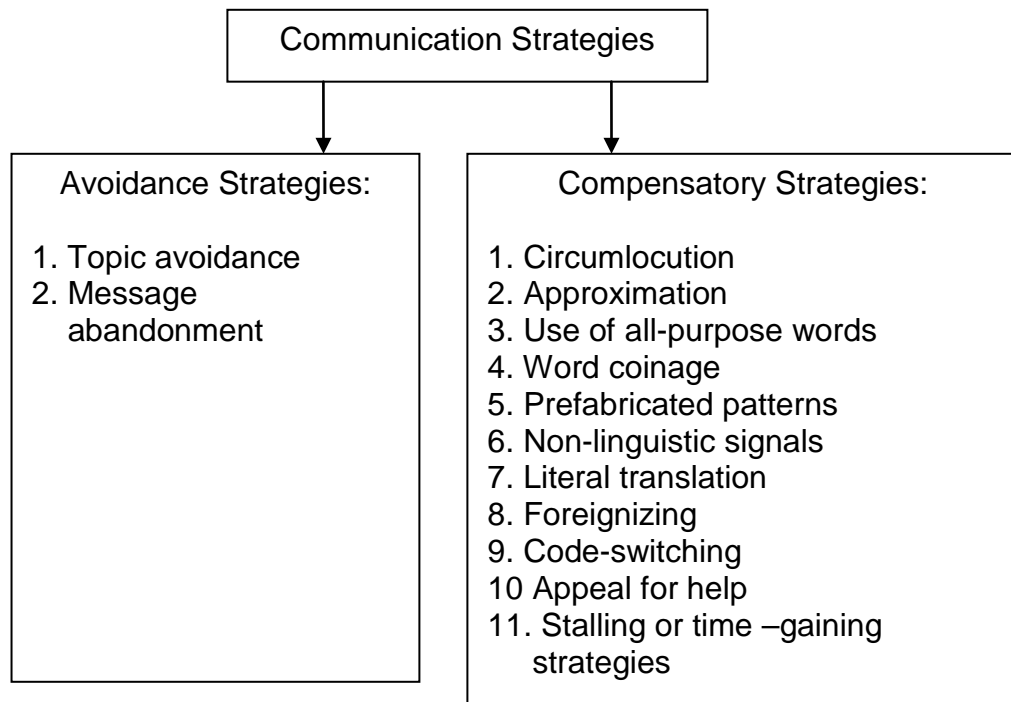 Communication Strategies
Avoidance Strategies:
1. Topic avoidance
2. Message
abandonment
Compensatory Strategies:
1. Circumlocution
2. Approximation
3. Use of all-purpose words
4. Word coinage
5. Prefabricated patterns
6. Non-linguistic signals
7. Literal translation
8. Foreignizing
9. Code-switching
10 Appeal for help
11. Stalling or time –gaining
strategies